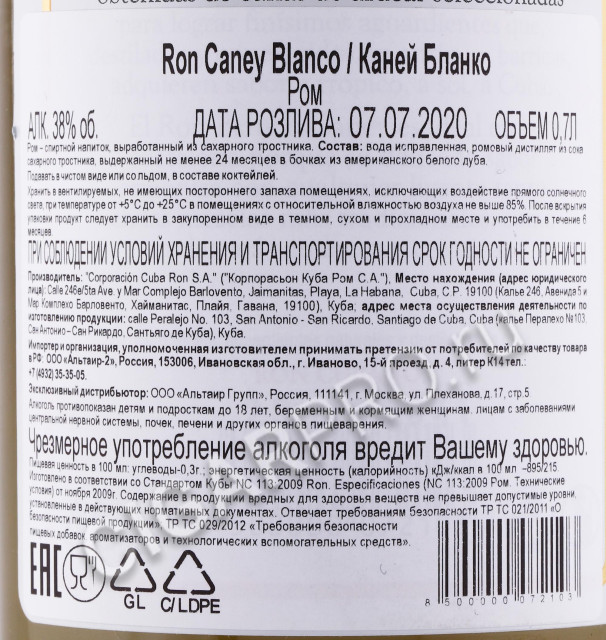 Ron Caney Blanco / Каней Бланко
Ром
АЛК. 38% об. ДАТА РОЗЛИВА: 07.07.2020 ОБЪЕМ 0,7Л
Ром – спиртной напиток, выработанный из сахарного тростника. Состав: вода исправленная, ромовый дистиллят из сока
сахарного тростника, выдержанный не менее 24 месяцев в бочках из американского белого дуба.
Подавать в чистом виде или со льдом, в составе коктейлей.
Хранить в вентилируемых, не имеющих постороннего запаха помещениях, исключающих воздействие прямого солнечного
света, при температуре от +5°С до +25°С в помещениях с относительной влажностью воздуха не выше 85%. После вскрытия
упаковки продукт следует хранить в закупоренном виде в темном, сухом и прохладном месте и употребить в течение 6
месяцев.
ПРИ СОБЛЮДЕНИИ УСЛОВИЙ ХРАНЕНИЯ И ТРАНСПОРТИРОВАНИЯ СРОК ГОДНОСТИ НЕ ОГРАНИЧЕН
Производитель: "Corporación Cuba Ron S.A." ("Корпорасьон Куба Ром С.А."), Место нахождения (адрес юридического
лица): Calle 246e/5ta Ave. y Mar Complejo Barlovento, Jaimanitas, Playa, La Habana, Cuba, C.P. 19100 (Калье 246, Авенида 5 и
Мар Комплехо Барловенто, Хайманитас, Плайя, Гавана, 19100), Куба, адрес места осуществления деятельности по
изготовлению продукции: calle Peralejo No. 103, San Antonio - San Ricardo, Santiago de Cuba, Cuba (калье Перапехо №103,
Сан Антонио – Сан Рикардо, Сантьяго де Куба), Куба.
Импортер и организация, уполномоченная изготовителем принимать претензии от потребителей по качеству товара
в РФ: ООО «Альтвир-2», Россия, 153006, Ивановская обл., г. Иваново, 15-й проезд, д. 4, литер К14 тел.:
+7 (4932) 35-35-05.
Эксклюзивный дистрибьютор: ООО «Альтвир Групп», Россия, 111141, г. Москва, ул. Плеханова, д. 17, стр.5
Алкоголь противопоказан детям и подросткам до 18 лет, беременным и кормящим женщинам, лицам с заболеваниями
центральной нервной системы, почек, печени и других органов пищеварения.
Чрезмерное употребление алкоголя вредит Вашему здоровью.
Пищевая ценность в 100 мл: углеводы-0,3г.; энергетическая ценность (калорийность) кДж/ккал в 100 мл –895/215.
Изготовлено в соответствии со Стандартом Кубы NC 113:2009 Ron. Especificaciones (NC 113:2009 Ром. Технические
условия) от ноября 2009г. Содержание в продукции вредных для здоровья веществ не превышает допустимые уровни,
установленные в действующих нормативных документах. Отвечает требованиям безопасности ТР ТС 021/2011 «О
безопасности пищевой продукции», ТР ТС 029/2012 «Требования безопасности
пищевых добавок, ароматизаторов и технологических вспомогательных средств».
EAC
GL C/LDPE
8 500000 072103
CIGARPRO.ru